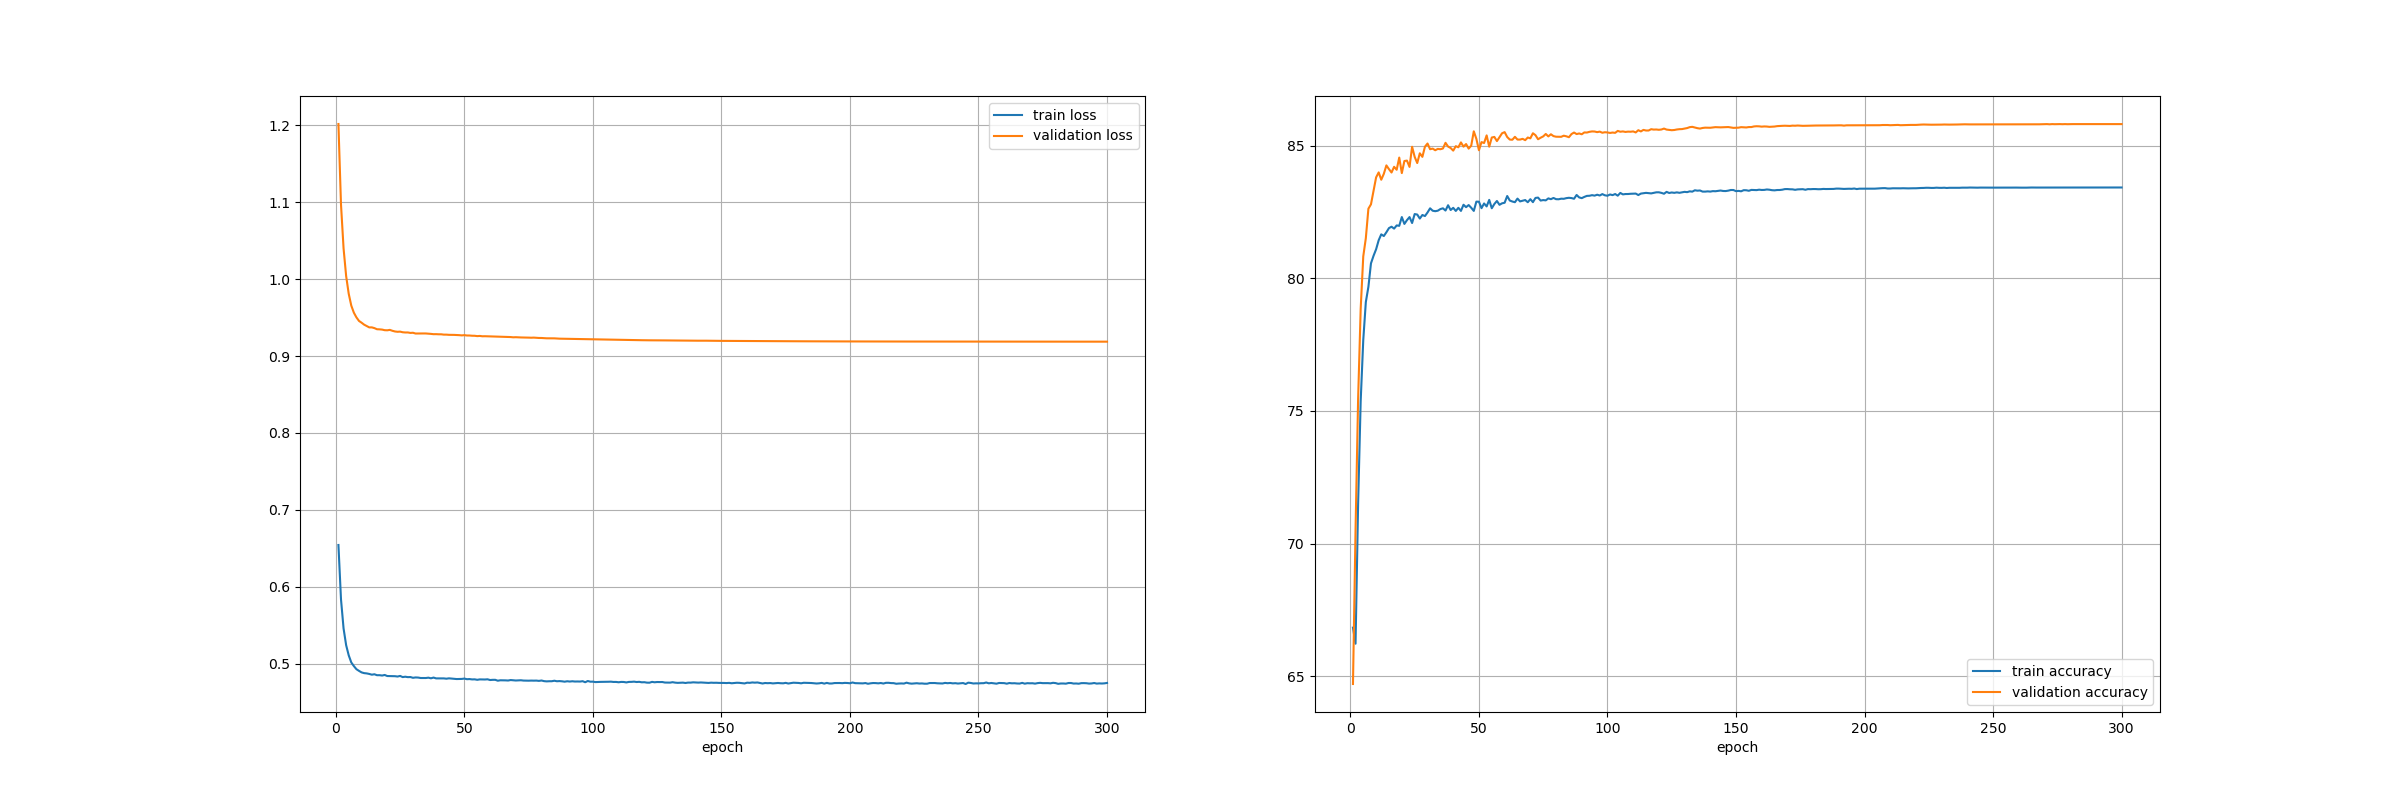 train loss
validation loss
1.2
1.1
1.0
0.9
0.8
0.7
0.6
0.5
0 50 100 150 200 250 300
epoch
85
80
75
70
65
train accuracy
validation accuracy
0 50 100 150 200 250 300
epoch